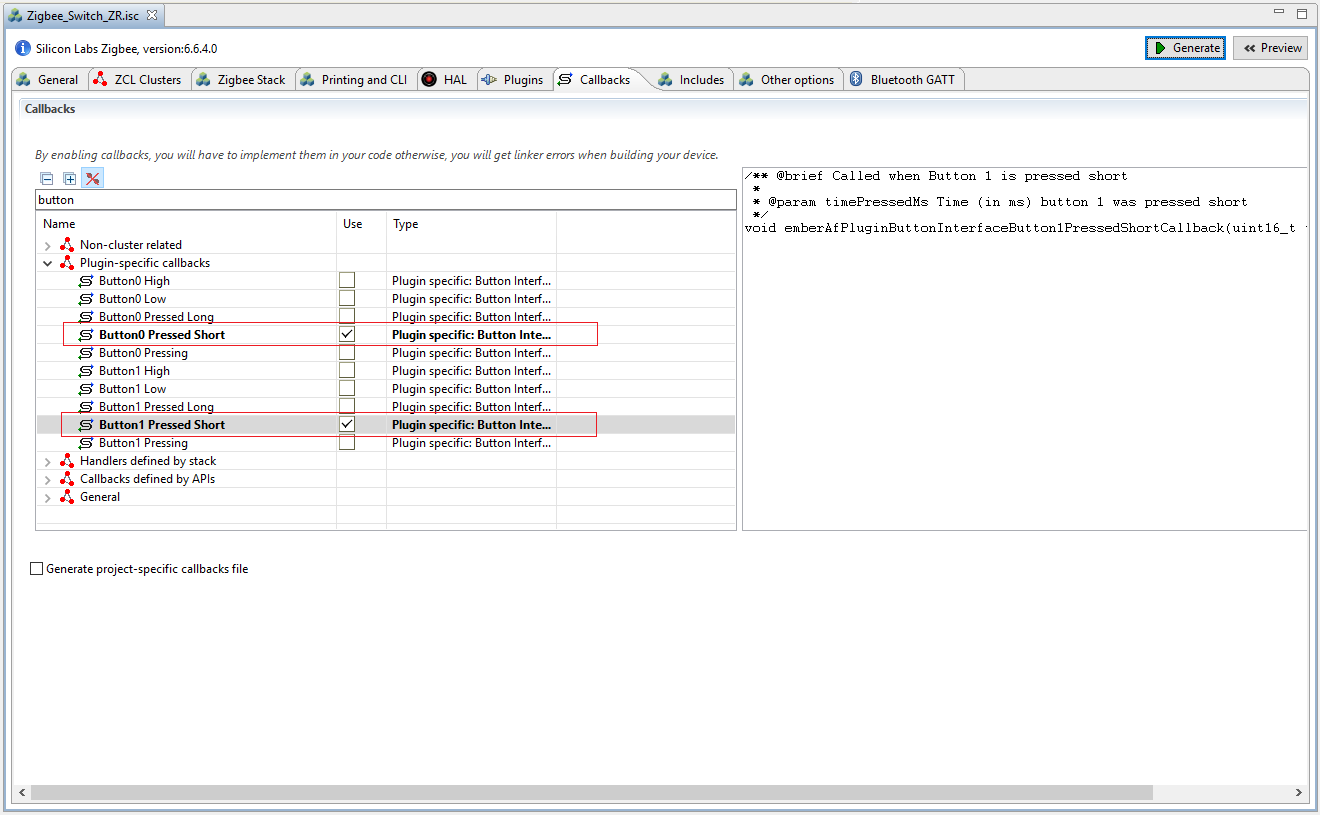 Zigbee_Switch_ZR.isc
Silicon Labs Zigbee, version:6.6.4.0
Generate
Preview
General
ZCL Clusters
Zigbee Stack
Printing and CLI
HAL
Plugins
Callbacks
Includes
Other options
Bluetooth GATT
Callbacks
By enabling callbacks, you will have to implement them in your code otherwise, you will get linker errors when building your device.
button
Name Use Type
Non-cluster related
Plugin-specific callbacks
Button0 High Plugin specific: Button Interf...
Button0 Low Plugin specific: Button Interf...
Button0 Pressed Long Plugin specific: Button Interf...
Button0 Pressed Short Plugin specific: Button Inte...
Button0 Pressing Plugin specific: Button Interf...
Button1 High Plugin specific: Button Interf...
Button1 Low Plugin specific: Button Interf...
Button1 Pressed Long Plugin specific: Button Interf...
Button1 Pressed Short Plugin specific: Button Inte...
Button1 Pressing Plugin specific: Button Interf...
Handlers defined by stack
Callbacks defined by APIs
General
/** @brief Called when Button 1 is pressed short
*
* @param timePressedMs Time (in ms) button 1 was pressed short
*/
void emberAfPluginButtonInterfaceButton1PressedShortCallback(uint16_t
Generate project-specific callbacks file